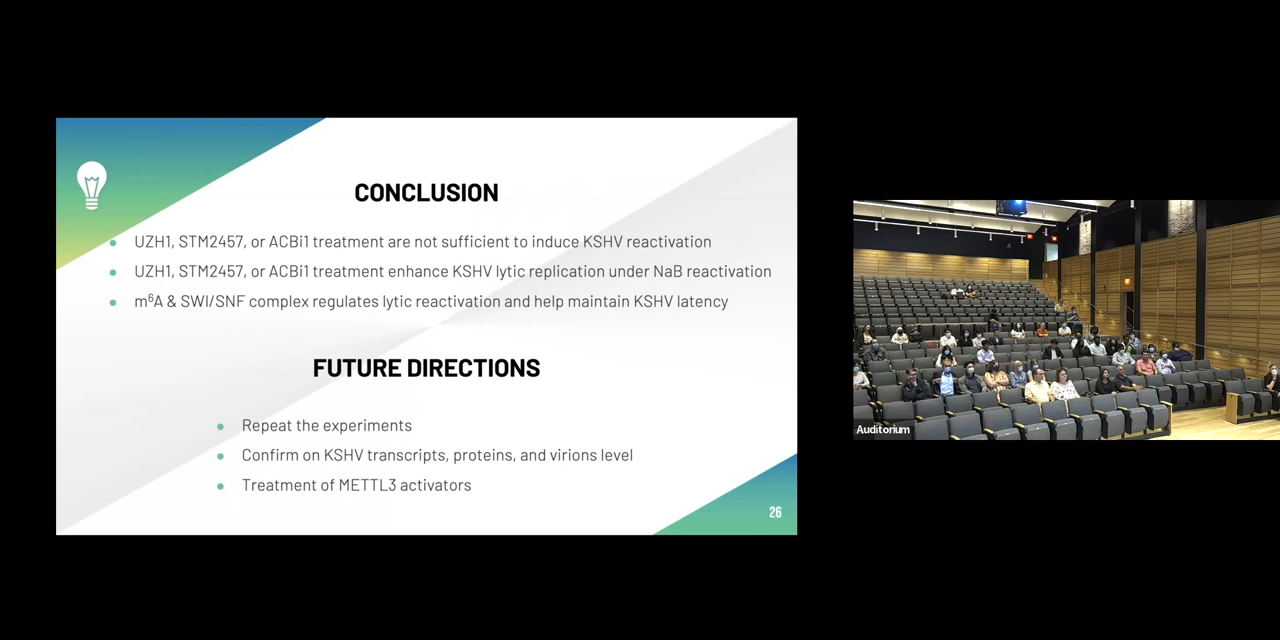 CONCLUSION
UZH1, STM2457, or ACBi1 treatment are not sufficient to induce KSHV reactivation
UZH1, STM2457, or ACBi1 treatment enhance KSHV lytic replication under NaB reactivation
m⁶A & SWI/SNF complex regulates lytic reactivation and help maintain KSHV latency
FUTURE DIRECTIONS
Repeat the experiments
Confirm on KSHV transcripts, proteins, and virions level
Treatment of METTL3 activators
26
Auditorium